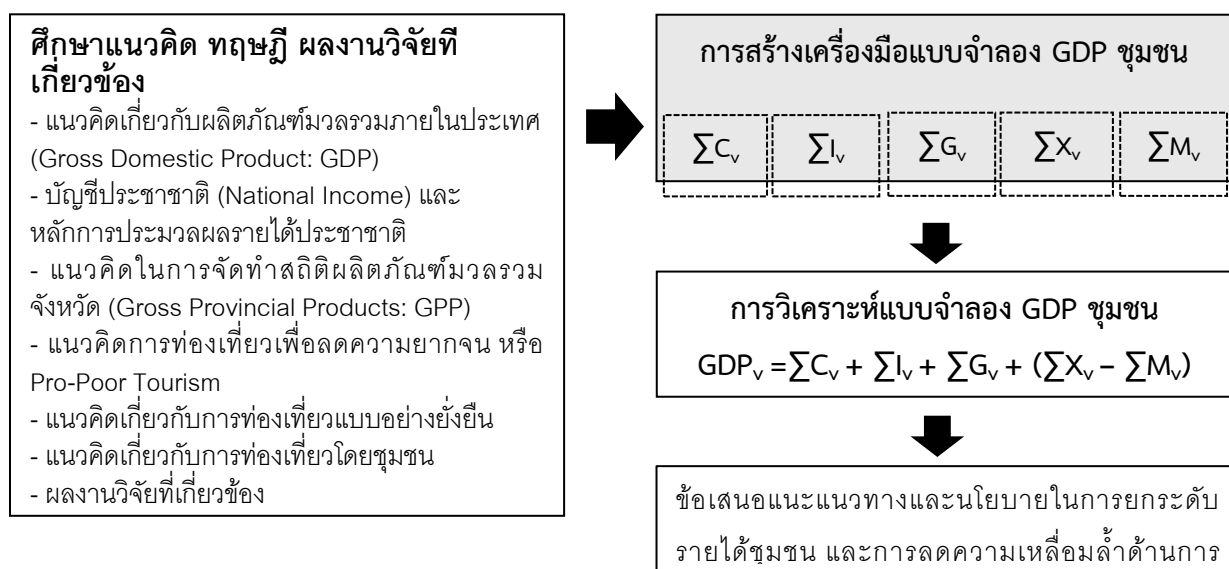 ศึกษาแนวคิด ทฤษฎี ผลงานวิจัยที่
เกี่ยวข้อง
- แนวคิดเกี่ยวกับผลิตภัณฑ์มวลรวมภายในประเทศ
(Gross Domestic Product: GDP)
- บัญชีประชาชาติ (National Income) และ
หลักการประมวลผลรายได้ประชาชาติ
- แนวคิดในการจัดทำสถิติผลิตภัณฑ์มวลรวม
จังหวัด (Gross Provincial Products: GPP)
- แนวคิดการท่องเที่ยวเพื่อลดความยากจน หรือ
Pro-Poor Tourism
- แนวคิดเกี่ยวกับการท่องเที่ยวแบบอย่างยั่งยืน
- แนวคิดเกี่ยวกับการท่องเที่ยวโดยชุมชน
- ผลงานวิจัยที่เกี่ยวข้อง
การสร้างเครื่องมือแบบจำลอง GDP ชุมชน
∑Cᵥ ∑Iᵥ ∑Gᵥ ∑Xᵥ ∑Mᵥ
การวิเคราะห์แบบจำลอง GDP ชุมชน
GDPᵥ =∑Cᵥ + ∑Iᵥ + ∑Gᵥ + (∑Xᵥ – ∑Mᵥ)
ข้อเสนอแนะแนวทางและนโยบายในการยกระดับ
รายได้ชุมชน และการลดความเหลื่อมล้ำด้านการ